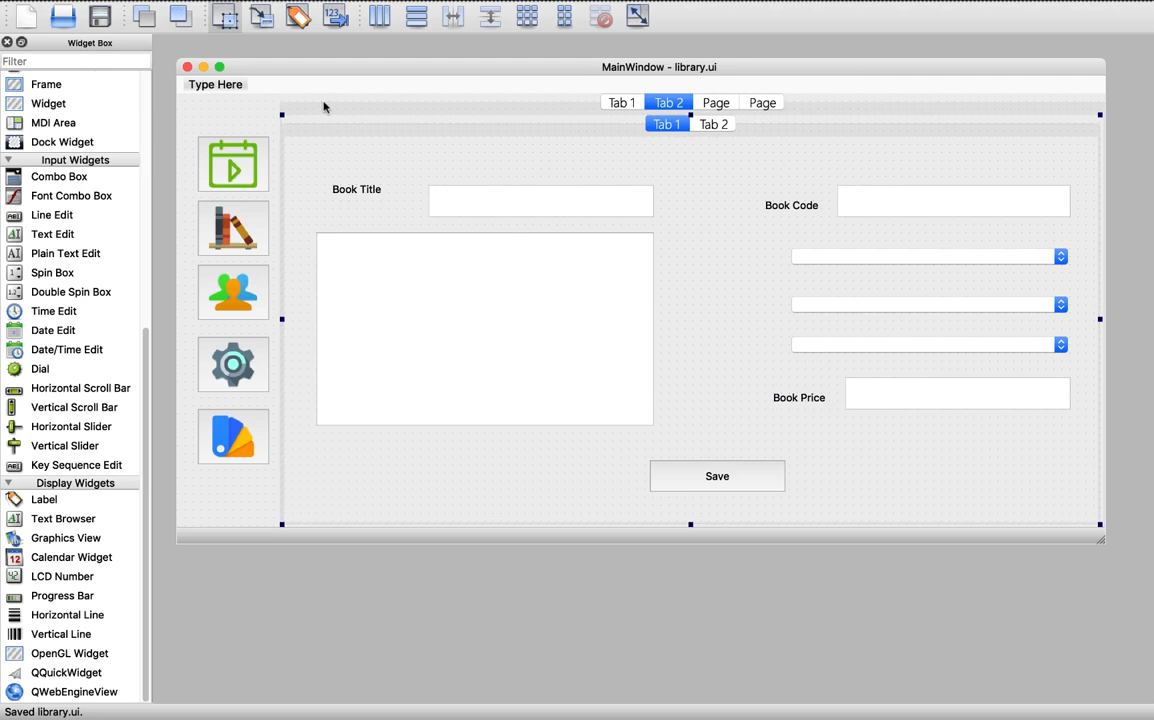 Widget Box
Filter
Frame
Widget
MDI Area
Dock Widget
Input Widgets
Combo Box
Font Combo Box
Line Edit
Text Edit
Plain Text Edit
Spin Box
Double Spin Box
Time Edit
Date Edit
Date/Time Edit
Dial
Horizontal Scroll Bar
Vertical Scroll Bar
Horizontal Slider
Vertical Slider
Key Sequence Edit
Display Widgets
Label
Text Browser
Graphics View
Calendar Widget
LCD Number
Progress Bar
Horizontal Line
Vertical Line
OpenGL Widget
QQuickWidget
QWebEngineView
Saved library.ui.
MainWindow - library.ui
Type Here
Tab 1 Tab 2 Page Page
Tab 1 Tab 2
Book Title
Book Code
Book Price
Save